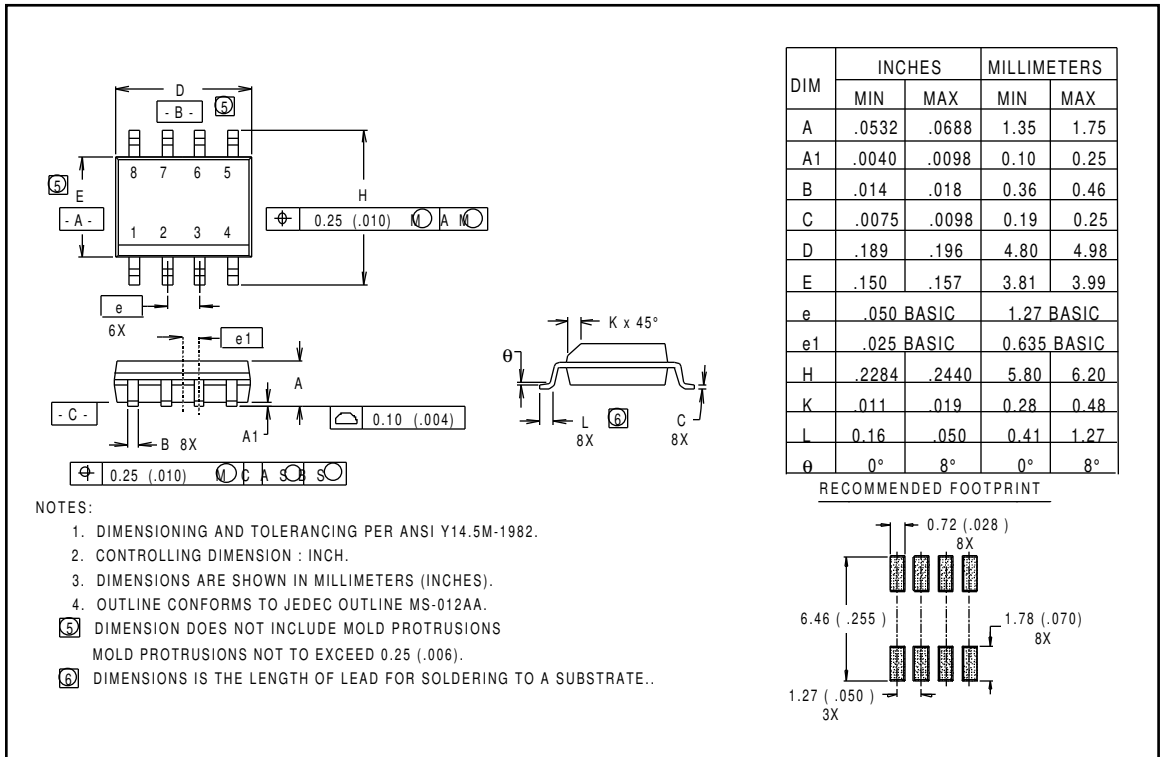 D
- B -
5
8 7 6 5
5
E
- A -
H
0.25 (.010) M A M
1 2 3 4
e
6X
e1
A
- C -
B 8X
A1
0.10 (.004)
0.25 (.010) M C A S B S
K x 45°
θ
L
8X
6
C
8X
DIM INCHES MILLIMETERS
MIN MAX MIN MAX
A .0532 .0688 1.35 1.75
A1 .0040 .0098 0.10 0.25
B .014 .018 0.36 0.46
C .0075 .0098 0.19 0.25
D .189 .196 4.80 4.98
E .150 .157 3.81 3.99
e .050 BASIC 1.27 BASIC
e1 .025 BASIC 0.635 BASIC
H .2284 .2440 5.80 6.20
K .011 .019 0.28 0.48
L 0.16 .050 0.41 1.27
θ 0° 8° 0° 8°
RECOMMENDED FOOTPRINT
0.72 (.028 )
8X
6.46 ( .255 )
1.78 (.070)
8X
1.27 ( .050 )
3X
NOTES:
1. DIMENSIONING AND TOLERANCING PER ANSI Y14.5M-1982.
2. CONTROLLING DIMENSION : INCH.
3. DIMENSIONS ARE SHOWN IN MILLIMETERS (INCHES).
4. OUTLINE CONFORMS TO JEDEC OUTLINE MS-012AA.
5 DIMENSION DOES NOT INCLUDE MOLD PROTRUSIONS
MOLD PROTRUSIONS NOT TO EXCEED 0.25 (.006).
6 DIMENSIONS IS THE LENGTH OF LEAD FOR SOLDERING TO A SUBSTRATE..